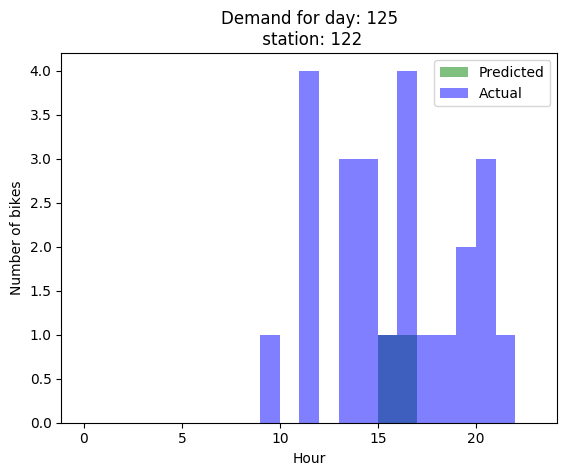 Demand for day: 125
station: 122
Predicted
Actual
4.0
3.5
3.0
2.5
2.0
1.5
1.0
0.5
0.0
Number of bikes
0 5 10 15 20
Hour